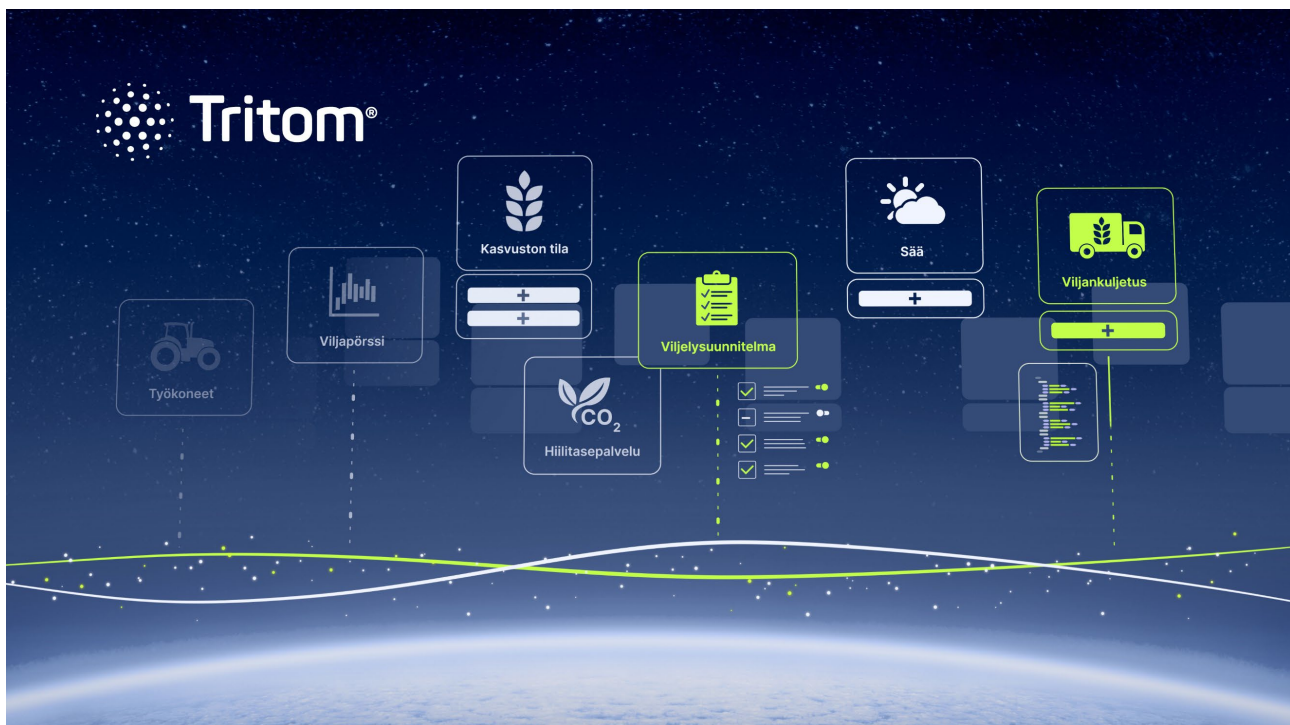 Tritom®
Kasvuston tila
Sää
Viljankuljetus
Viljapörssi
Viljelysuunnitelma
Työkoneet
CO₂
Hiilitasepalvelu